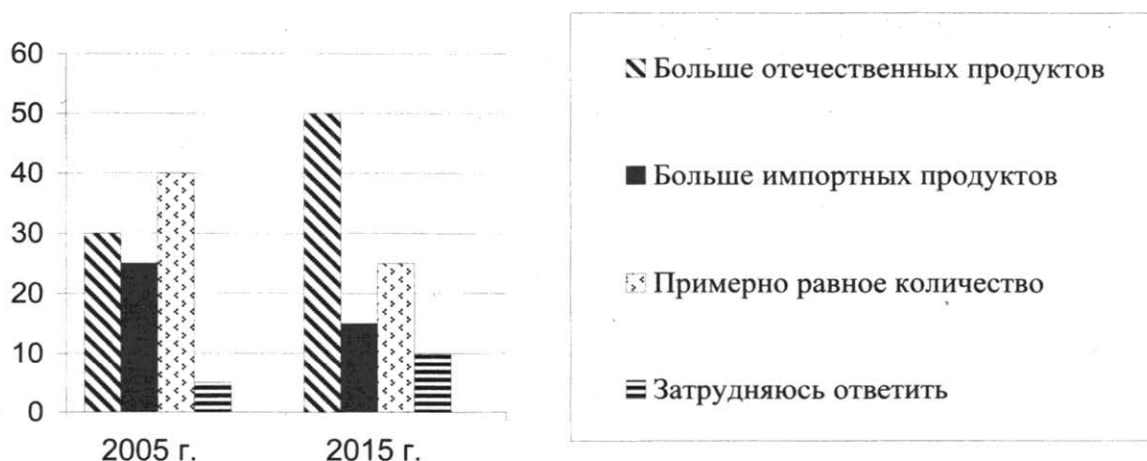 60
50
40
30
20
10
0
2005 г.
2015 г.
Больше отечественных продуктов
Больше импортных продуктов
Примерно равное количество
Затрудняюсь ответить